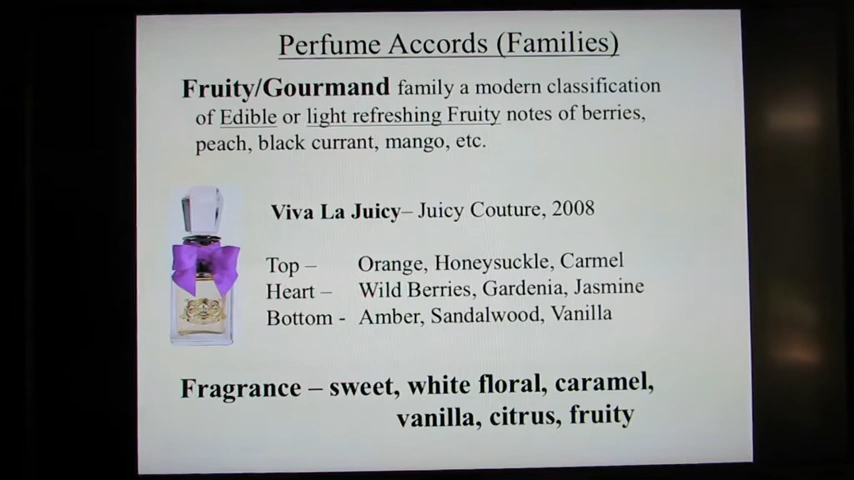 Perfume Accords (Families)
Fruity/Gourmand family a modern classification
of Edible or light refreshing Fruity notes of berries,
peach, black currant, mango, etc.
Viva La Juicy– Juicy Couture, 2008
Top – Orange, Honeysuckle, Carmel
Heart – Wild Berries, Gardenia, Jasmine
Bottom - Amber, Sandalwood, Vanilla
Fragrance – sweet, white floral, caramel,
vanilla, citrus, fruity